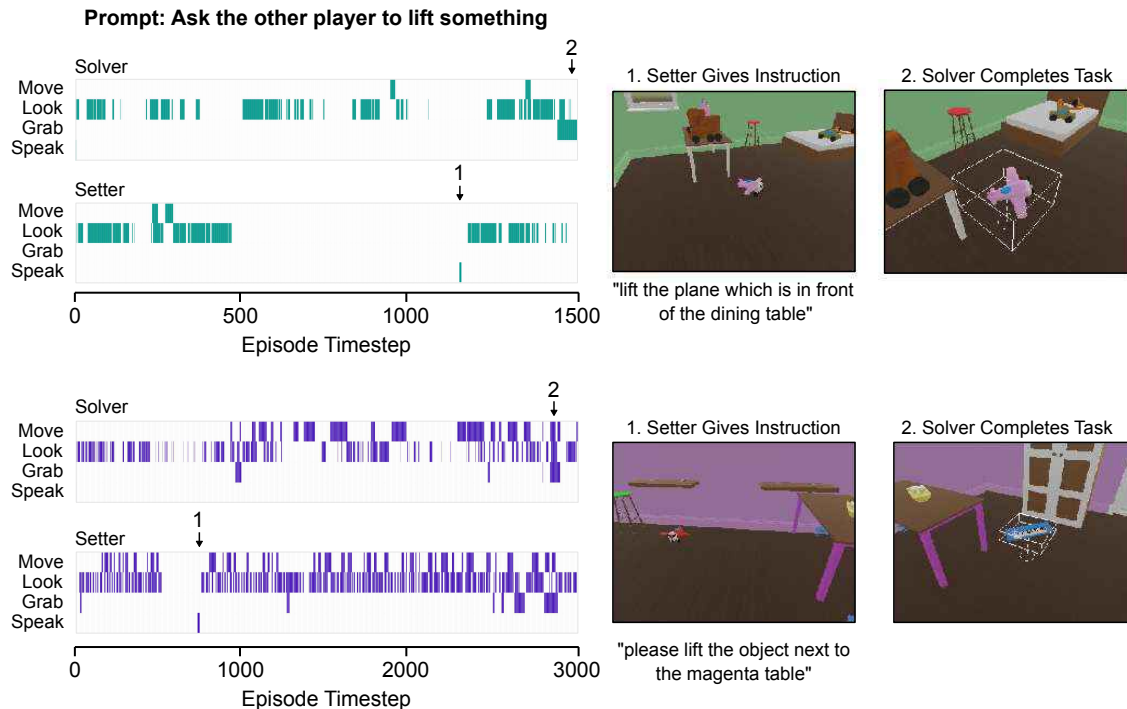 Prompt: Ask the other player to lift something
2
Solver
Move
Look
Grab
Speak
1
Setter
Move
Look
Grab
Speak
0 500 1000 1500
Episode Timestep
1. Setter Gives Instruction
2. Solver Completes Task
"lift the plane which is in front
of the dining table"
2
Solver
Move
Look
Grab
Speak
1
Setter
Move
Look
Grab
Speak
0 1000 2000 3000
Episode Timestep
1. Setter Gives Instruction
2. Solver Completes Task
"please lift the object next to
the magenta table"